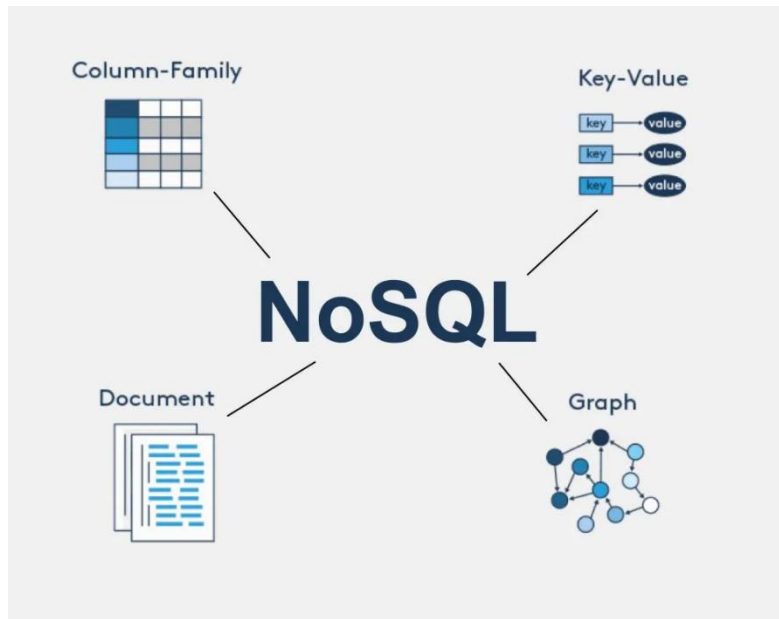 Column-Family
Key-Value
key value
key value
key value
NoSQL
Document
Graph